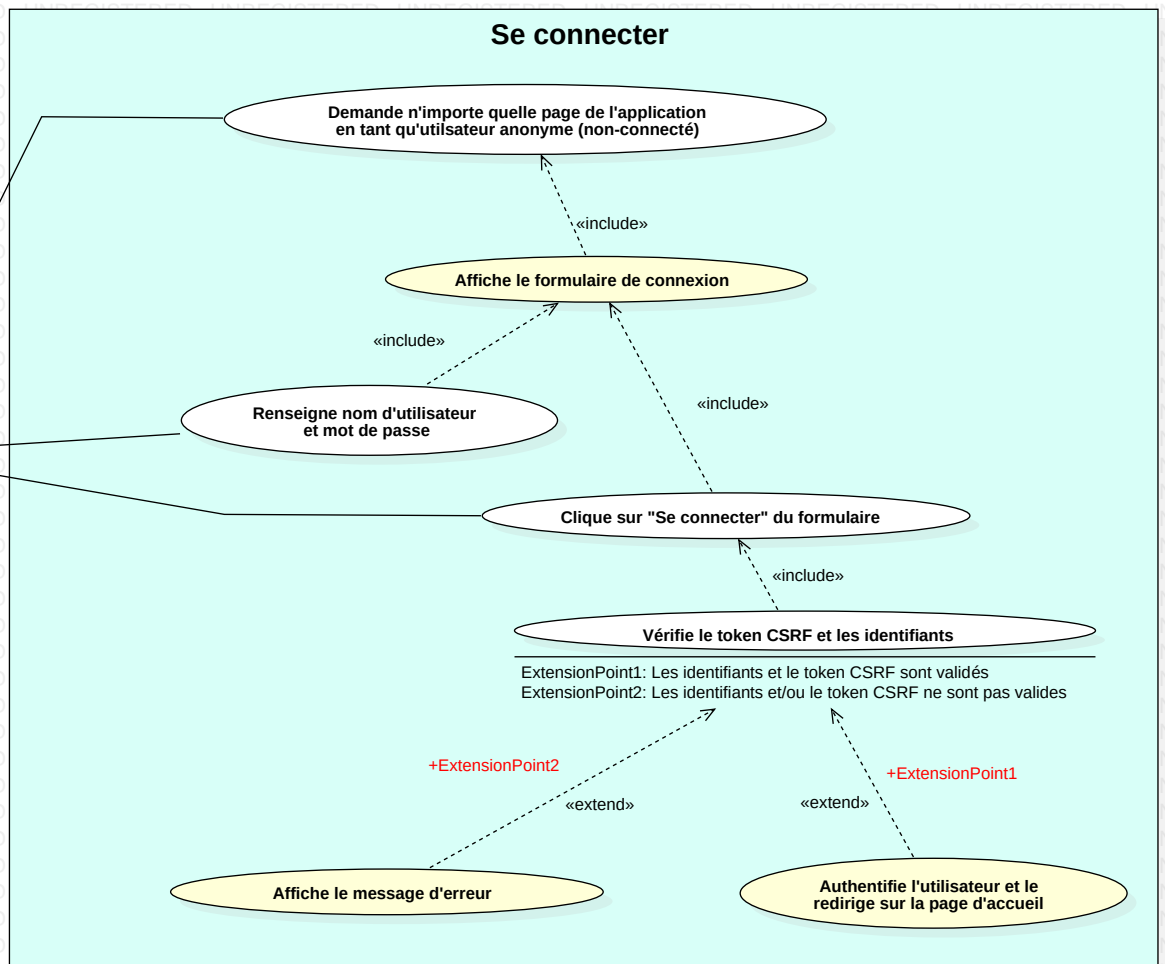 Se connecter
Demande n'importe quelle page de l'application
en tant qu'utilsateur anonyme (non-connecté)
«include»
Affiche le formulaire de connexion
«include»
«include»
Renseigne nom d'utilisateur
et mot de passe
Clique sur "Se connecter" du formulaire
«include»
Vérifie le token CSRF et les identifiants
ExtensionPoint1: Les identifiants et le token CSRF sont validés
ExtensionPoint2: Les identifiants et/ou le token CSRF ne sont pas valides
+ExtensionPoint2
+ExtensionPoint1
«extend»
«extend»
Affiche le message d'erreur
Authentifie l'utilisateur et le
redirige sur la page d'accueil